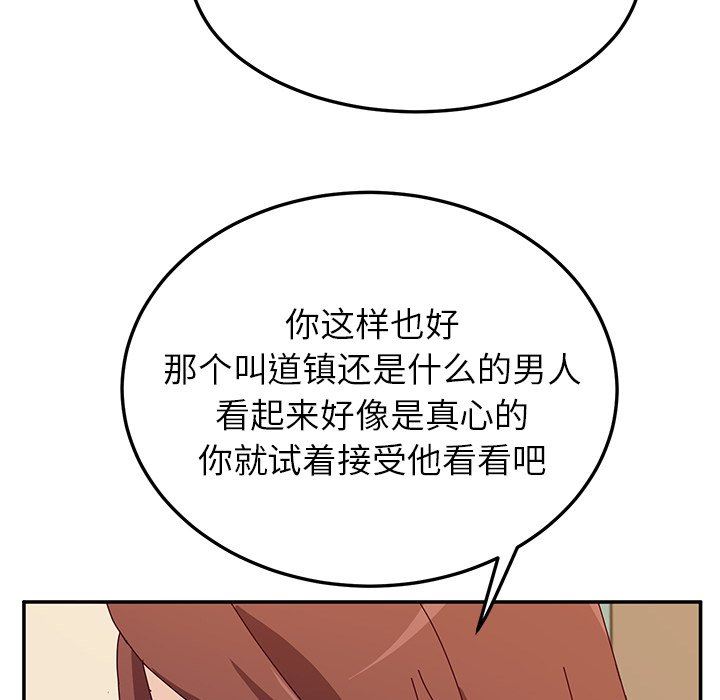 你这样也好
那个叫道镇还是什么的男人
看起来好像是真心的
你就试着接受他看看吧